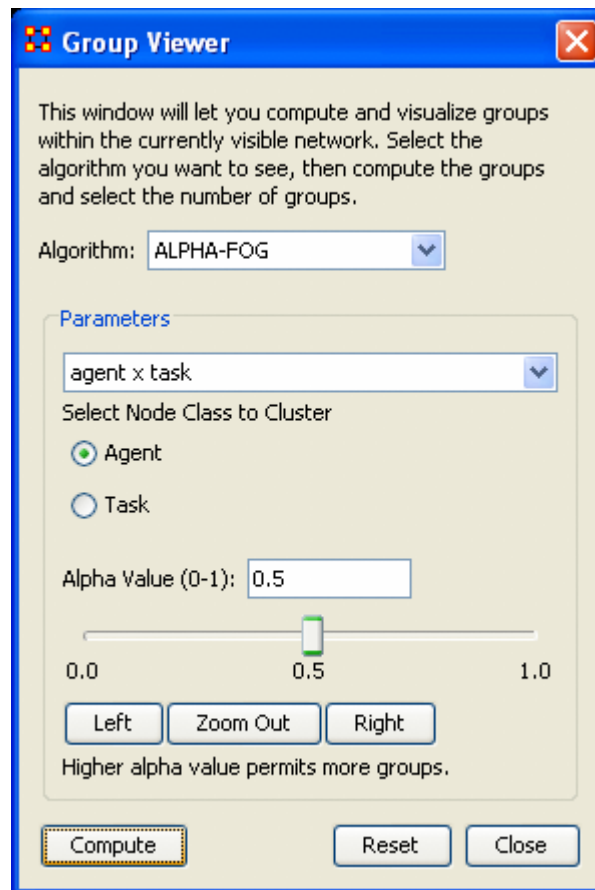 Group Viewer
This window will let you compute and visualize groups
within the currently visible network. Select the
algorithm you want to see, then compute the groups
and select the number of groups.
Algorithm: ALPHA-FOG
Parameters
agent x task
Select Node Class to Cluster
Agent
Task
Alpha Value (0-1): 0.5
0.0 0.5 1.0
Left Zoom Out Right
Higher alpha value permits more groups.
Compute Reset Close